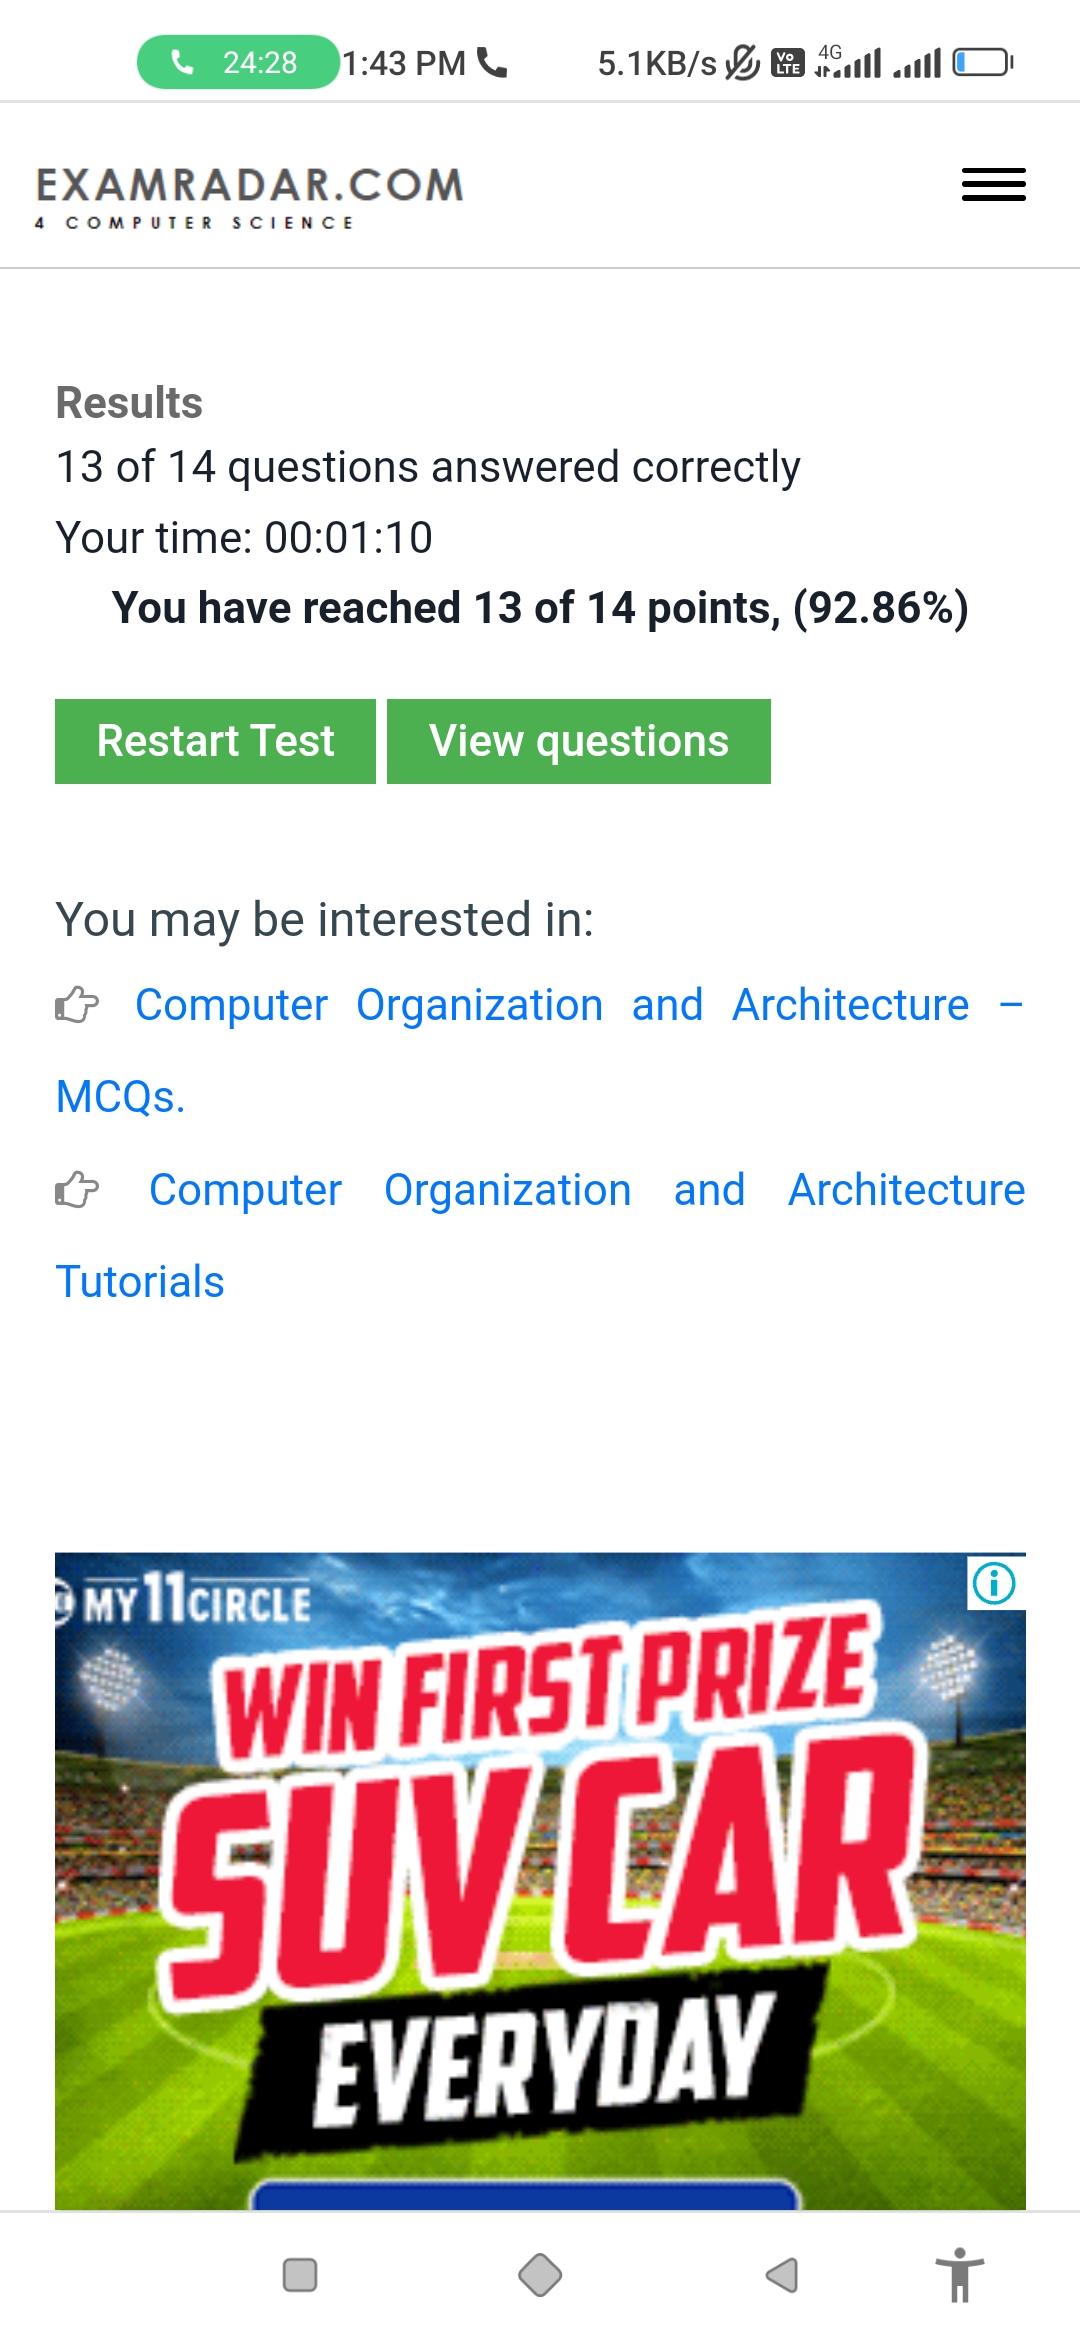 24:28 1:43 PM 5.1KB/s Vo LTE 4G
EXAMRADAR.COM
4 COMPUTER SCIENCE
Results
13 of 14 questions answered correctly
Your time: 00:01:10
You have reached 13 of 14 points, (92.86%)
Restart Test View questions
You may be interested in:
Computer Organization and Architecture –
MCQs.
Computer Organization and Architecture
Tutorials
MY11CIRCLE
WIN FIRST PRIZE
SUV CAR
EVERYDAY